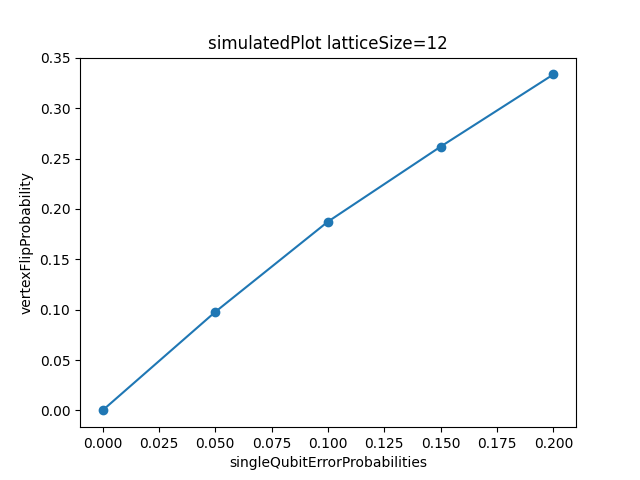 simulatedPlot latticeSize=12
vertexFlipProbability
0.35
0.30
0.25
0.20
0.15
0.10
0.05
0.00
0.000 0.025 0.050 0.075 0.100 0.125 0.150 0.175 0.200
singleQubitErrorProbabilities